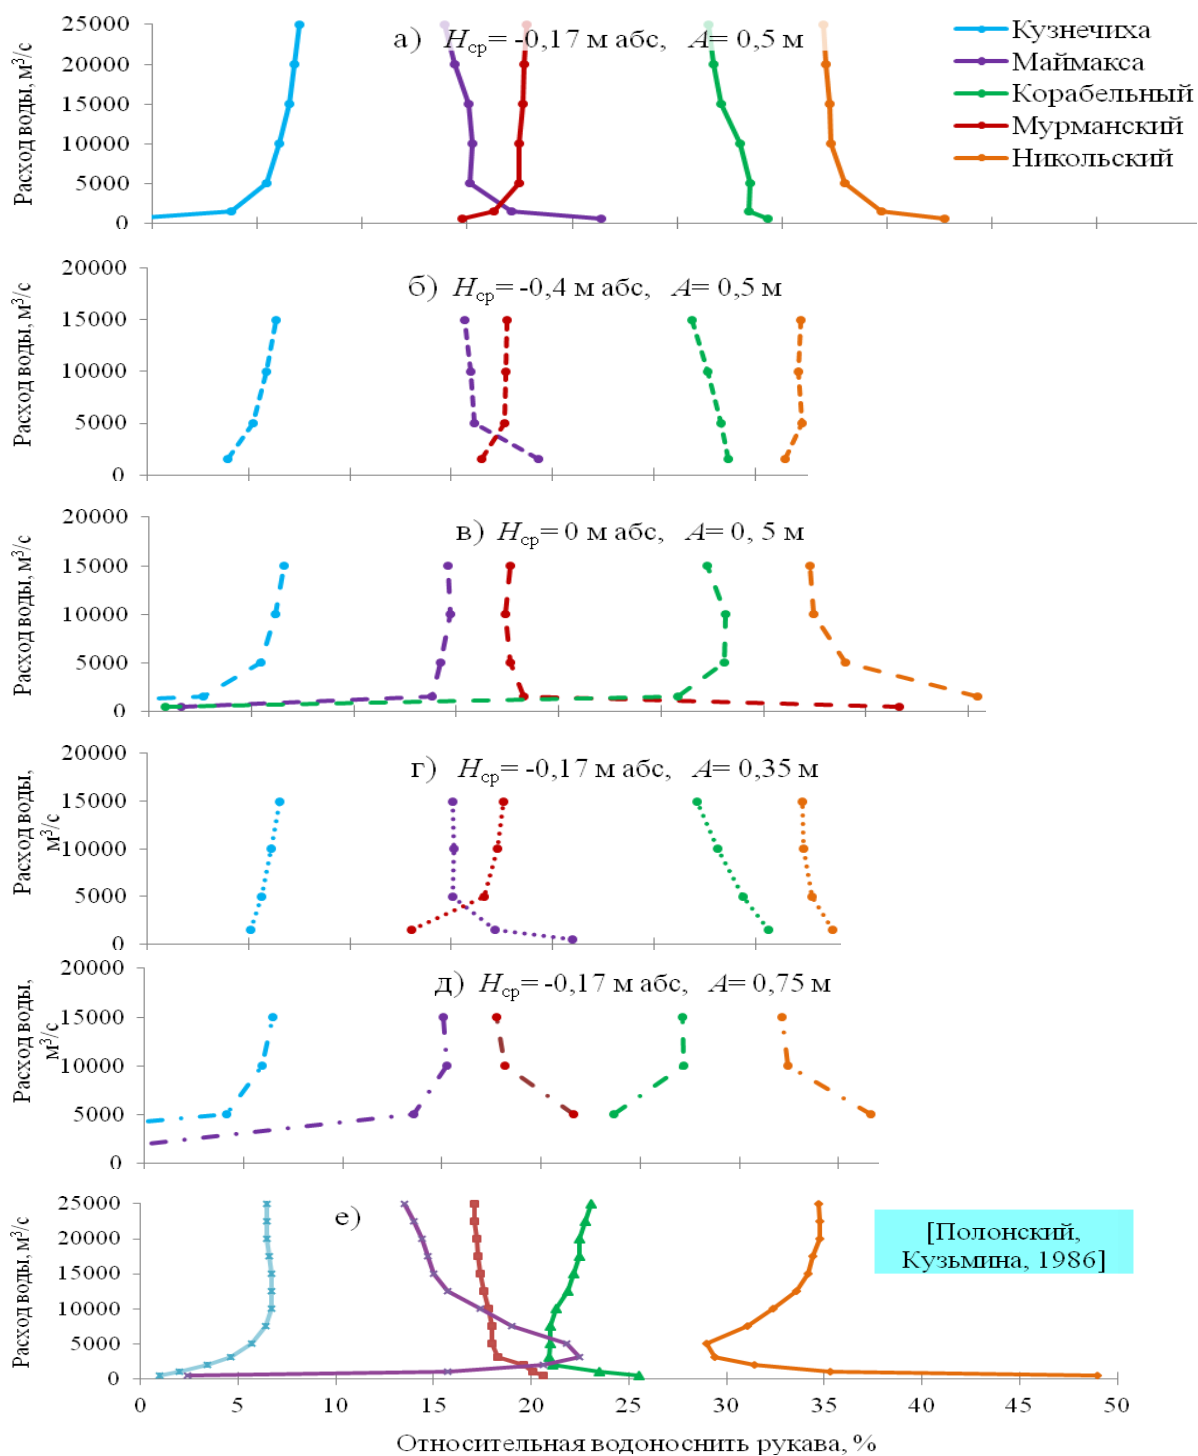 25000
20000
15000
10000
5000
0
Расход воды, м³/с
а) Hср= -0,17 м абс, A= 0,5 м
Кузнечиха
Маймакса
Корабельный
Мурманский
Никольский
20000
15000
10000
5000
0
Расход воды, м³/с
б) Hср= -0,4 м абс, A= 0,5 м
20000
15000
10000
5000
0
Расход воды, м³/с
в) Hср= 0 м абс, A= 0, 5 м
20000
15000
10000
5000
0
Расход воды,
м³/с
г) Hср= -0,17 м абс, A= 0,35 м
20000
15000
10000
5000
0
Расход воды,
м³/с
д) Hср= -0,17 м абс, A= 0,75 м
25000
20000
15000
10000
5000
0
Расход воды, м³/с
е)
[Полонский,
Кузьмина, 1986]
0 5 10 15 20 25 30 35 40 45 50
Относительная водоноснить рукава, %